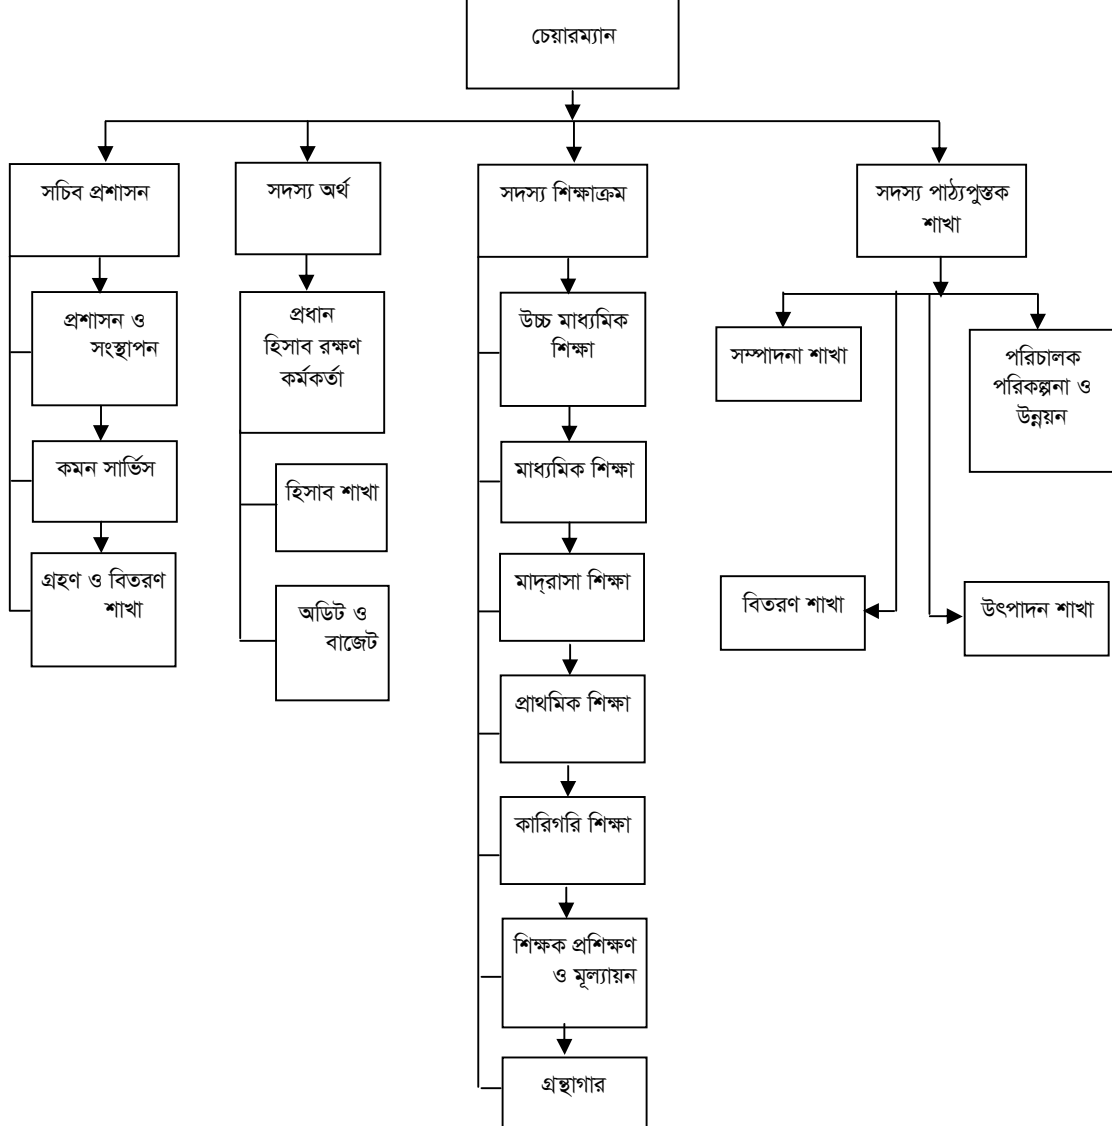 চেয়ারম্যান
সচিব প্রশাসন
প্রশাসন ও
সংস্থাপন
কমন সার্ভিস
গ্রহণ ও বিতরণ
শাখা
সদস্য অর্থ
প্রধান
হিসাব রক্ষণ
কর্মকর্তা
হিসাব শাখা
অডিট ও
বাজেট
সদস্য শিক্ষাক্রম
উচ্চ মাধ্যমিক
শিক্ষা
মাধ্যমিক শিক্ষা
মাদ্‌রাসা শিক্ষা
প্রাথমিক শিক্ষা
কারিগরি শিক্ষা
শিক্ষক প্রশিক্ষণ
ও মূল্যায়ন
গ্রন্থাগার
সদস্য পাঠ্যপুস্তক
শাখা
সম্পাদনা শাখা
পরিচালক
পরিকল্পনা ও
উন্নয়ন
বিতরণ শাখা
উৎপাদন শাখা